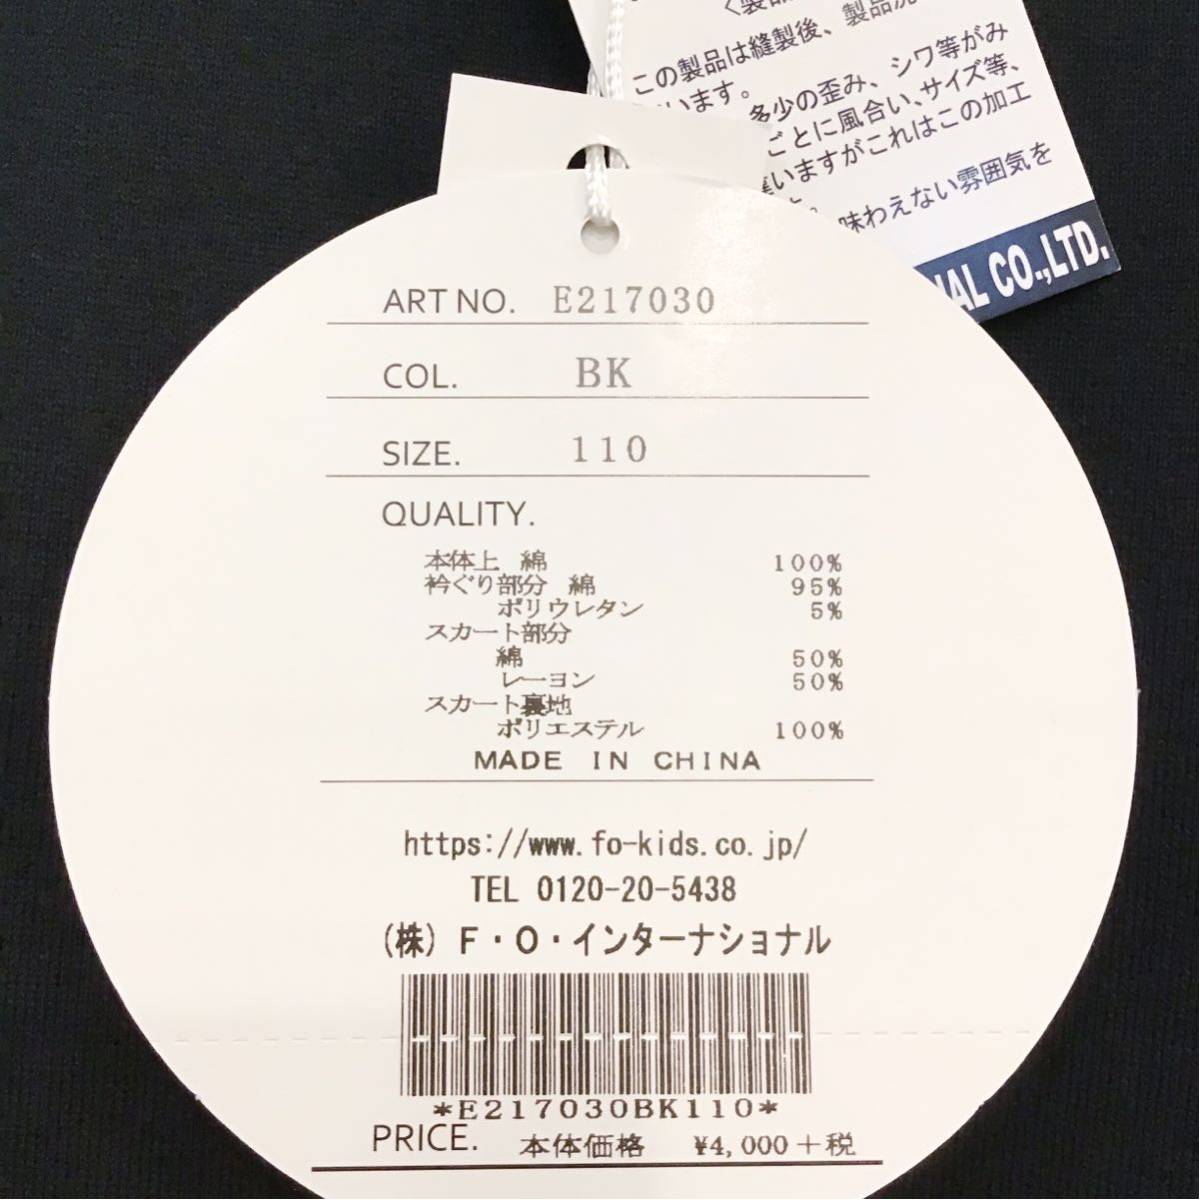 〈製品
この製品は縫製後、製品洗
います。
多少の歪み、シワ等がみ
ごとに風合い、サイズ等、
いますがこれはこの加工
味わえない雰囲気を
NAL CO.,LTD.
ART NO. E217030
COL. BK
SIZE. 110
QUALITY.
本体上 綿 100%
衿ぐり部分 綿 95%
ポリウレタン 5%
スカート部分
綿 50%
レーヨン 50%
スカート裏地
ポリエステル 100%
MADE IN CHINA
https://www.fo-kids.co.jp/
TEL 0120-20-5438
(株) F・O・インターナショナル
*E217030BK110*
PRICE. 本体価格 ¥4,000+税